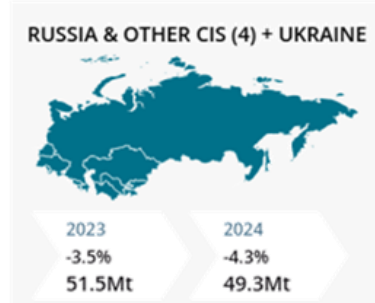 RUSSIA & OTHER CIS (4) + UKRAINE
2023 2024
-3.5% -4.3%
51.5Mt 49.3Mt